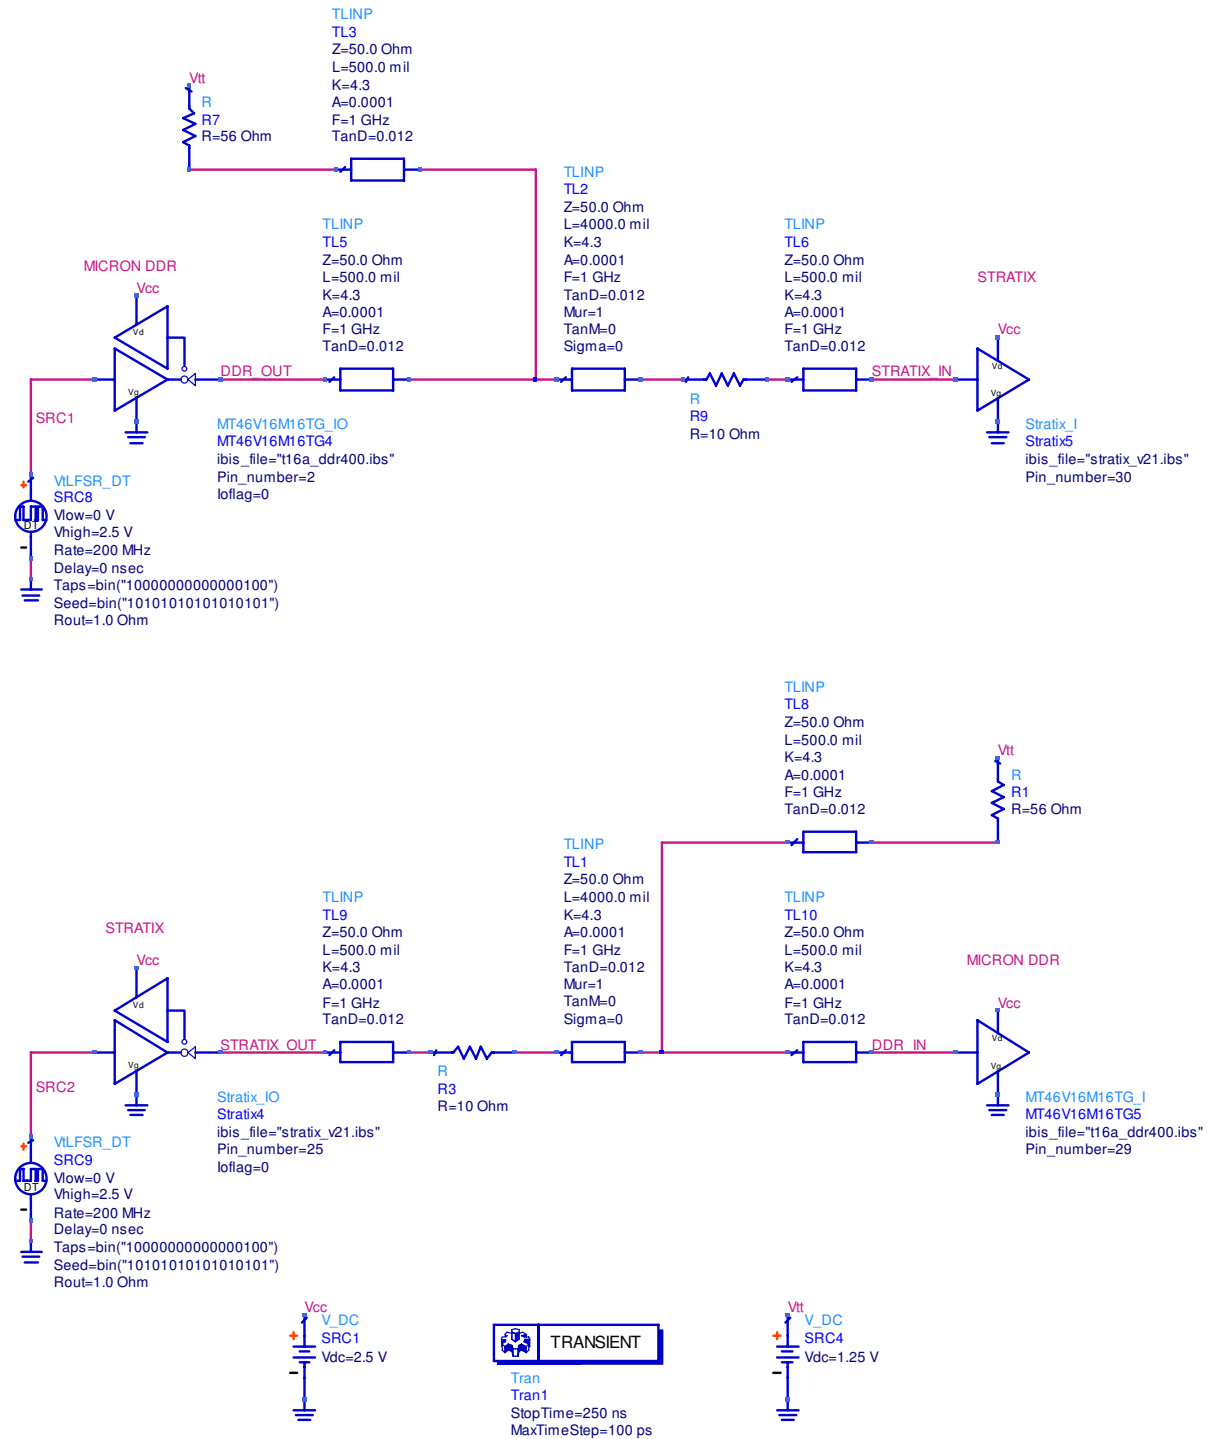 TLINP
TL3
Z=50.0 Ohm
L=500.0 mil
K=4.3
A=0.0001
F=1 GHz
TanD=0.012
Vtt
R
R7
R=56 Ohm
TLINP
TL2
Z=50.0 Ohm
L=4000.0 mil
K=4.3
A=0.0001
F=1 GHz
TanD=0.012
Mur=1
TanM=0
Sigma=0
TLINP
TL5
Z=50.0 Ohm
L=500.0 mil
K=4.3
A=0.0001
F=1 GHz
TanD=0.012
TLINP
TL6
Z=50.0 Ohm
L=500.0 mil
K=4.3
A=0.0001
F=1 GHz
TanD=0.012
MICRON DDR
Vcc
Vd
Vg
DDR_OUT
SRC1
MT46V16M16TG_IO
MT46V16M16TG4
ibis_file="t16a_ddr400.ibs"
Pin_number=2
Ioflag=0
R
R9
R=10 Ohm
STRATIX
Vcc
STRATIX_IN
Vd
Vg
Stratix_I
Stratix5
ibis_file="stratix_v21.ibs"
Pin_number=30
+
DT
-
VtLFSR_DT
SRC8
Vlow=0 V
Vhigh=2.5 V
Rate=200 MHz
Delay=0 nsec
Taps=bin("10000000000000100")
Seed=bin("10101010101010101")
Rout=1.0 Ohm
TLINP
TL8
Z=50.0 Ohm
L=500.0 mil
K=4.3
A=0.0001
F=1 GHz
TanD=0.012
Vtt
R
R1
R=56 Ohm
TLINP
TL1
Z=50.0 Ohm
L=4000.0 mil
K=4.3
A=0.0001
F=1 GHz
TanD=0.012
Mur=1
TanM=0
Sigma=0
TLINP
TL9
Z=50.0 Ohm
L=500.0 mil
K=4.3
A=0.0001
F=1 GHz
TanD=0.012
TLINP
TL10
Z=50.0 Ohm
L=500.0 mil
K=4.3
A=0.0001
F=1 GHz
TanD=0.012
STRATIX
Vcc
Vd
Vg
STRATIX_OUT
SRC2
R
R3
R=10 Ohm
Stratix_IO
Stratix4
ibis_file="stratix_v21.ibs"
Pin_number=25
Ioflag=0
MICRON DDR
Vcc
DDR_IN
Vd
Vg
MT46V16M16TG_I
MT46V16M16TG5
ibis_file="t16a_ddr400.ibs"
Pin_number=29
+
DT
-
VtLFSR_DT
SRC9
Vlow=0 V
Vhigh=2.5 V
Rate=200 MHz
Delay=0 nsec
Taps=bin("10000000000000100")
Seed=bin("10101010101010101")
Rout=1.0 Ohm
Vcc
+
-
V_DC
SRC1
Vdc=2.5 V
TRANSIENT
Tran
Tran1
StopTime=250 ns
MaxTimeStep=100 ps
Vtt
+
-
V_DC
SRC4
Vdc=1.25 V